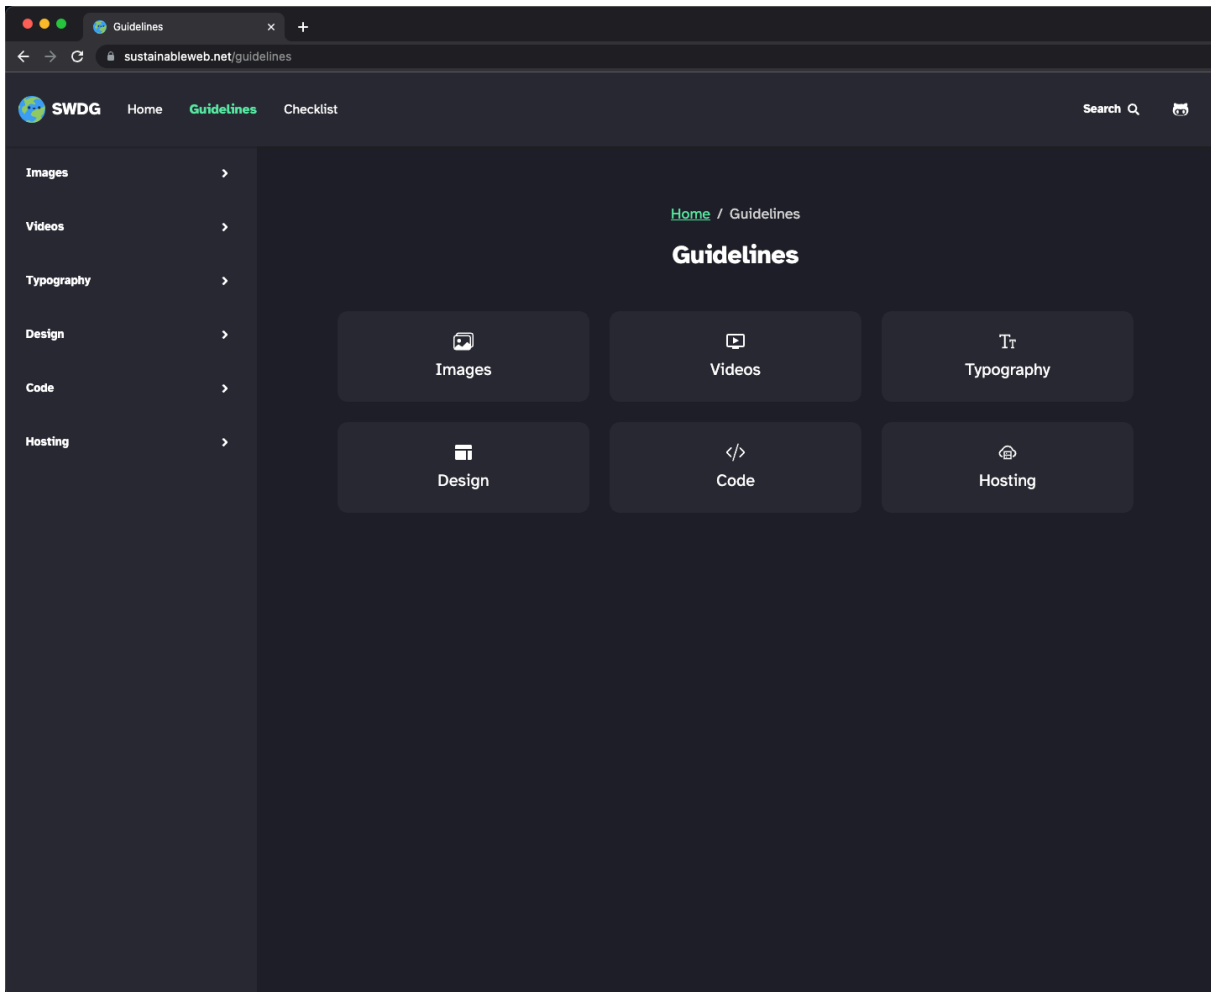 Guidelines
sustainableweb.net/guidelines
SWDG Home Guidelines Checklist Search
Images
Videos
Typography
Design
Code
Hosting
Home / Guidelines
Guidelines
Images Videos Typography
Design Code Hosting